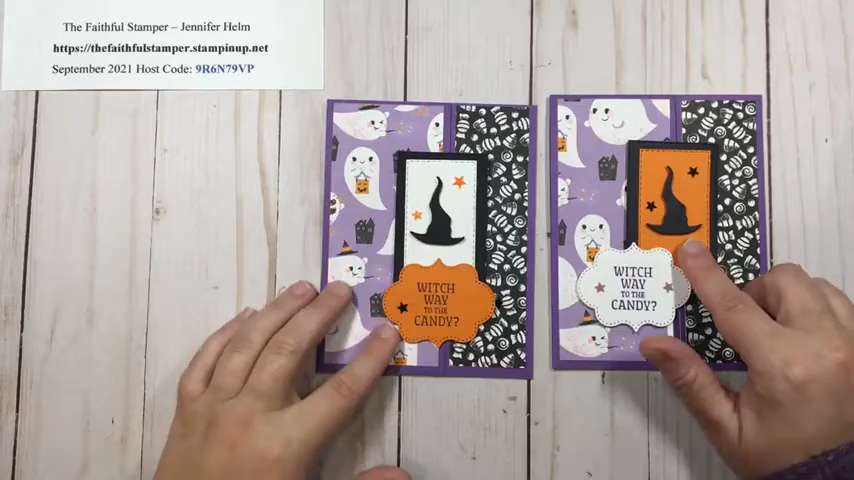 The Faithful Stamper – Jennifer Helm
https://thefaithfulstamper.stampinup.net
September 2021 Host Code: 9R6N79VP
WITCH
WAY
TO THE
CANDY?
WITCH
WAY
TO THE
CANDY?